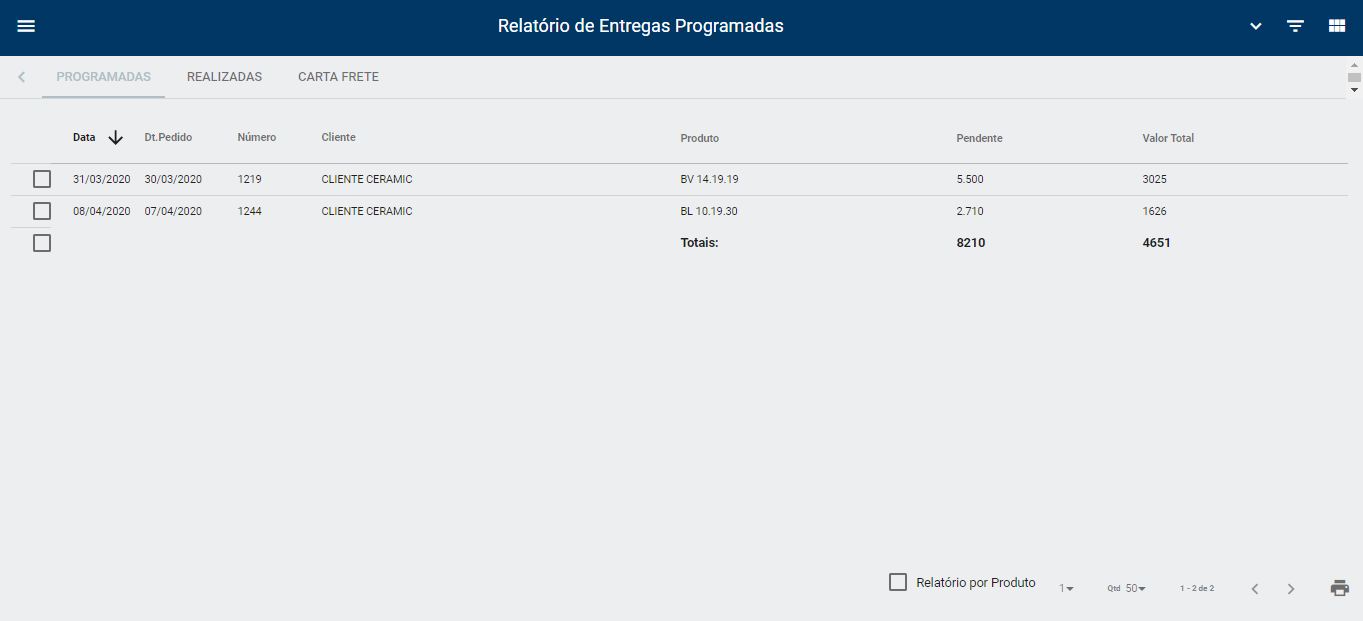 Relatório de Entregas Programadas
PROGRAMADAS REALIZADAS CARTA FRETE
Data Dt.Pedido Número Cliente Produto Pendente Valor Total
31/03/2020 30/03/2020 1219 CLIENTE CERAMIC BV 14.19.19 5.500 3025
08/04/2020 07/04/2020 1244 CLIENTE CERAMIC BL 10.19.30 2.710 1626
Totais: 8210 4651
Relatório por Produto 1 Qtd 50 1 - 2 de 2